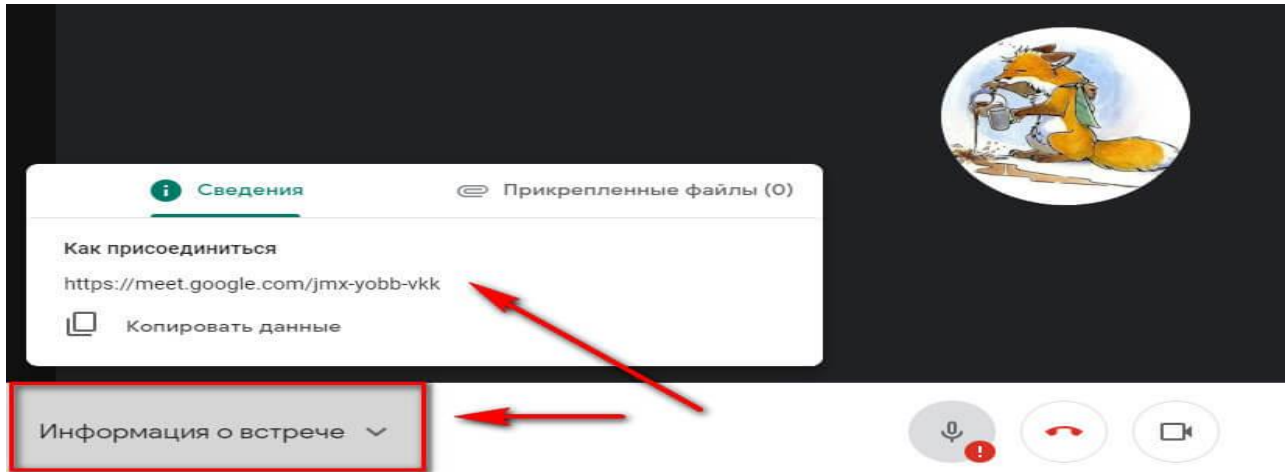 Сведения
Прикрепленные файлы (0)
Как присоединиться
https://meet.google.com/jmx-yobb-vkk
Копировать данные
Информация о встрече